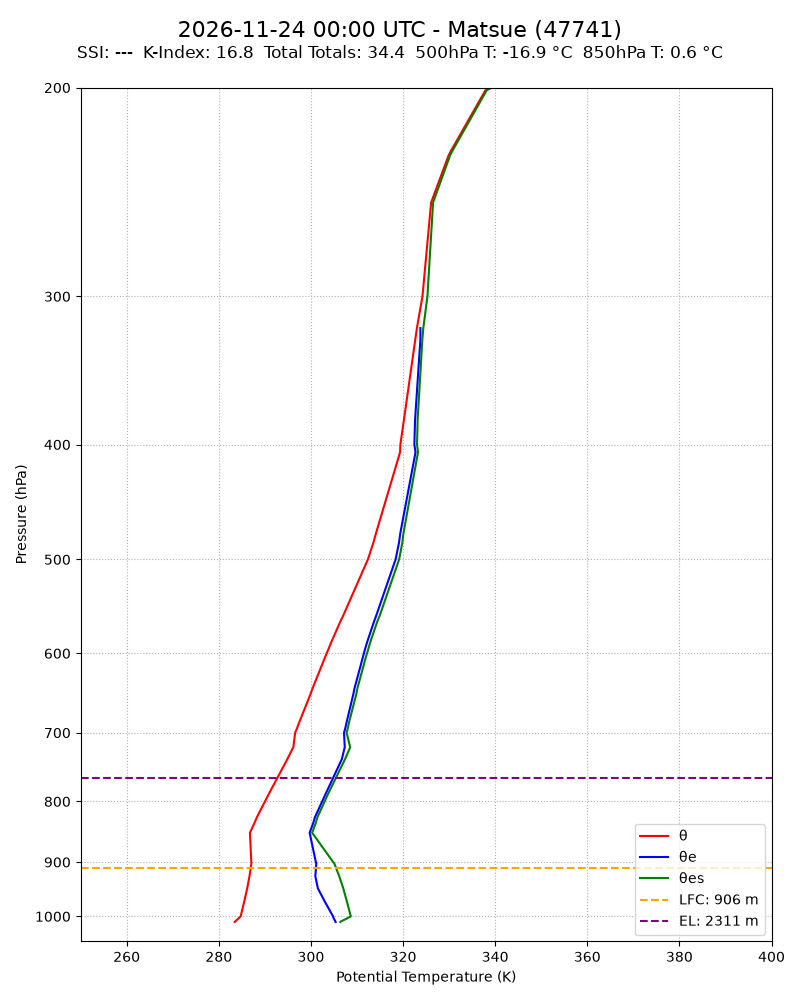 2026-11-24 00:00 UTC - Matsue (47741)
SSI: --- K-Index: 16.8 Total Totals: 34.4 500hPa T: -16.9 °C 850hPa T: 0.6 °C
200
300
400
500
600
700
800
900
1000
Pressure (hPa)
260
280
300
320
340
360
380
400
Potential Temperature (K)
θ
θe
θes
LFC: 906 m
EL: 2311 m